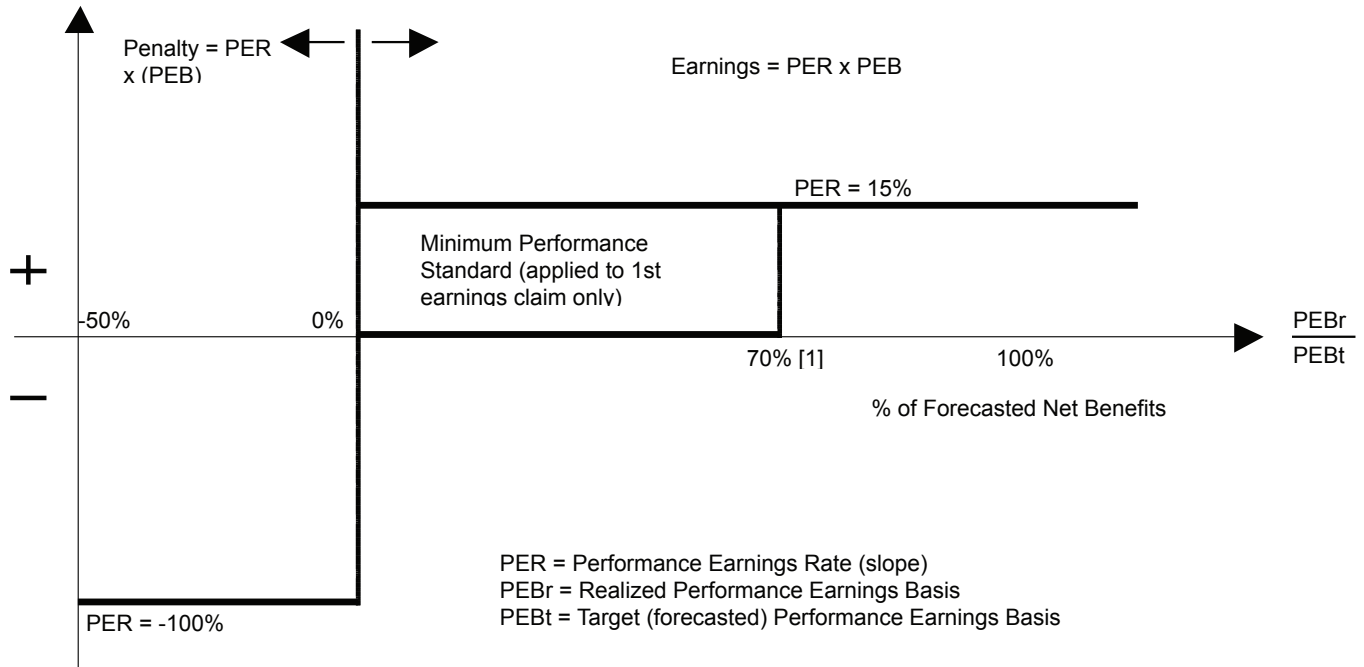 Penalty = PER
x (PEB)
Earnings = PER x PEB
PER = 15%
Minimum Performance
Standard (applied to 1st
earnings claim only)
+
-50%
0%
PEBr
PEBt
70% [1]
100%
–
% of Forecasted Net Benefits
PER = Performance Earnings Rate (slope)
PEBr = Realized Performance Earnings Basis
PEBt = Target (forecasted) Performance Earnings Basis
PER = -100%